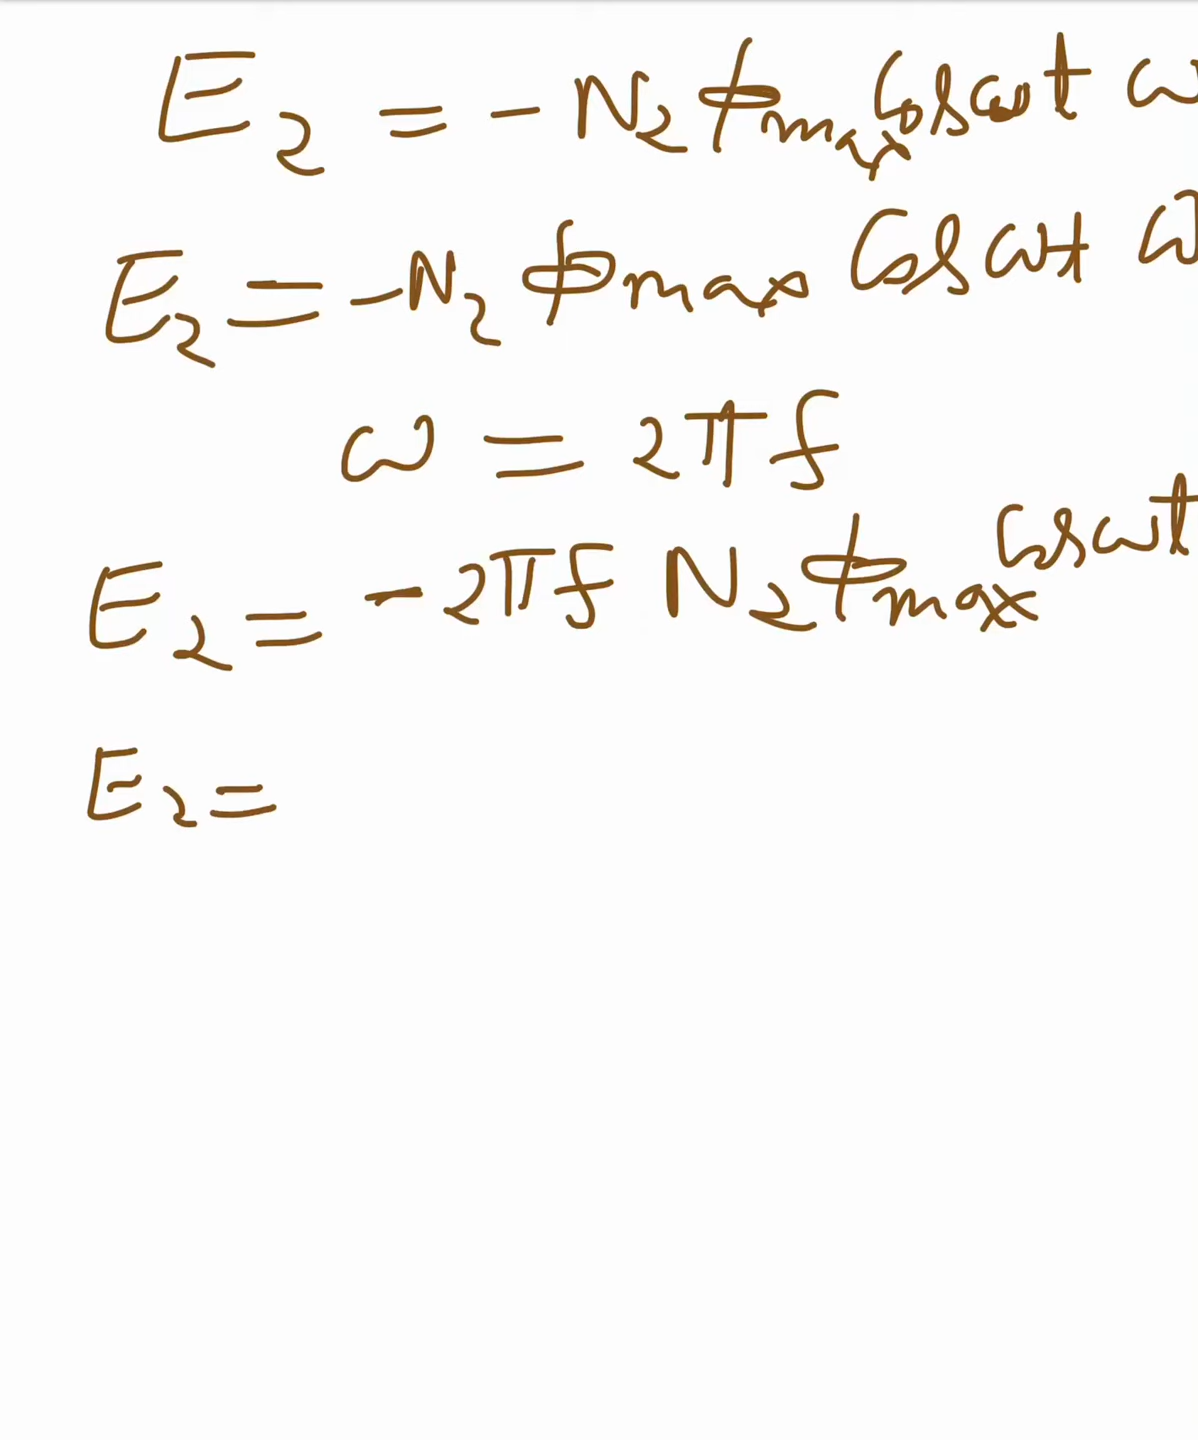 E₂ = - N₂ ϕmax Cos ωt ω
E₂ = - N₂ ϕmax Cos ωt ω
ω = 2πf
E₂ = - 2πf N₂ ϕmax Cos ωt
E₂ =